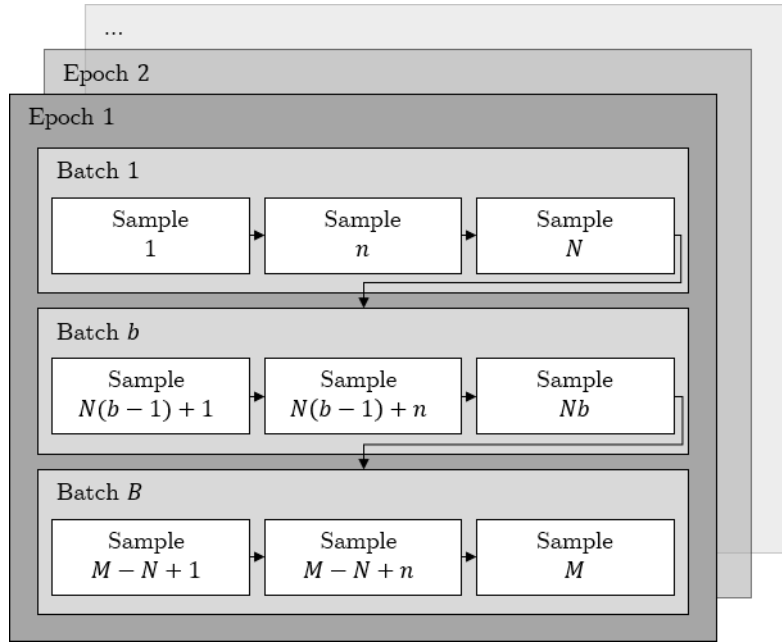 ...
Epoch 2
Epoch 1
Batch 1
Sample
1
Sample
n
Sample
N
Batch b
Sample
N(b − 1) + 1
Sample
N(b − 1) + n
Sample
Nb
Batch B
Sample
M − N + 1
Sample
M − N + n
Sample
M